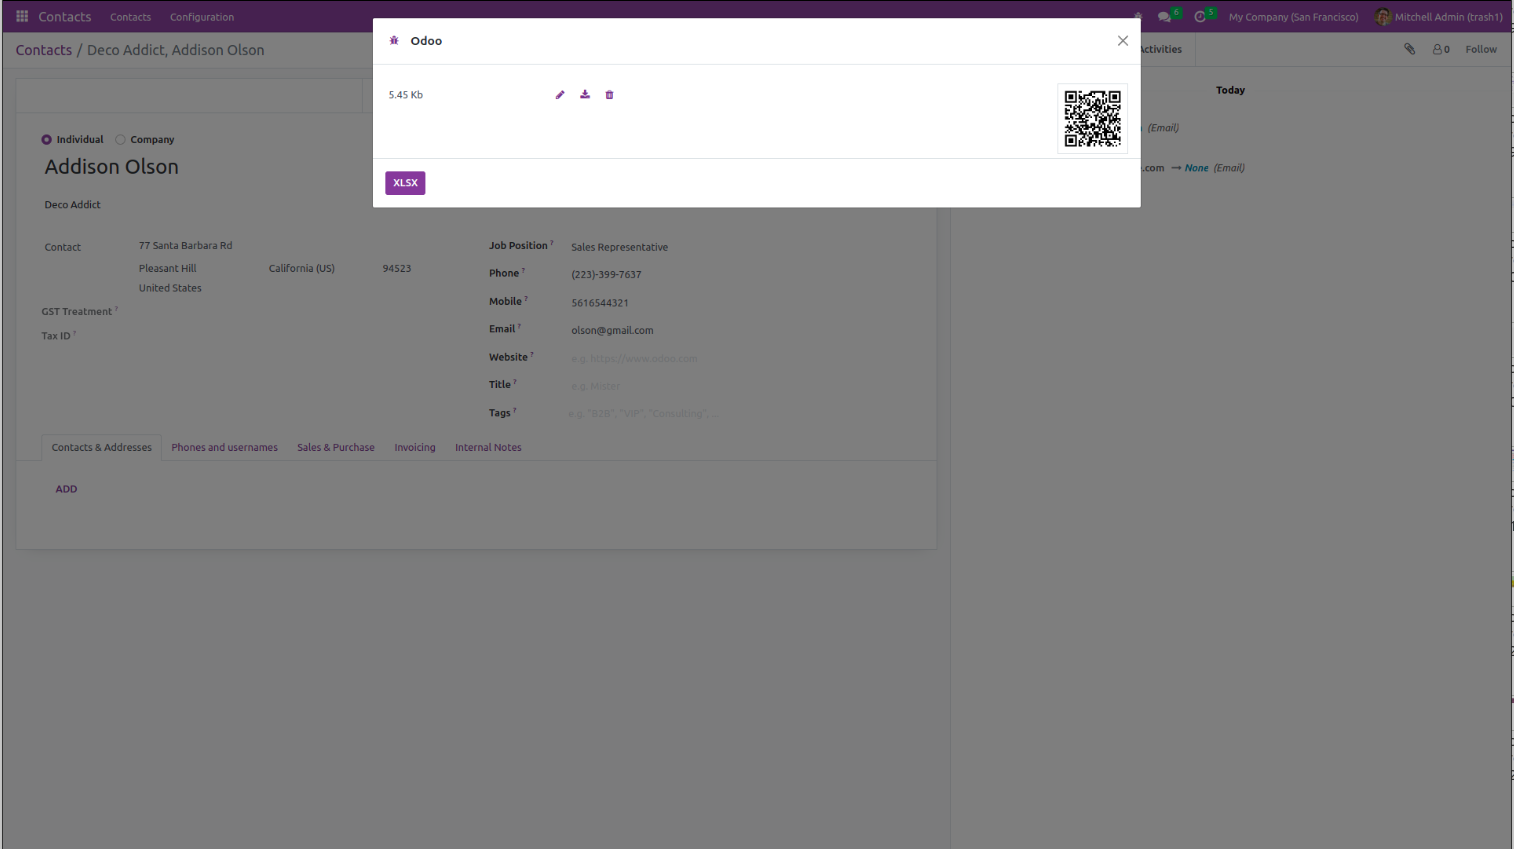 Contacts Contacts Configuration 6 5 My Company (San Francisco) Mitchell Admin (trash1)
Contacts / Deco Addict, Addison Olson
Odoo
Activities 0 Follow
5.45 Kb
XLSX
Today
(Email)
.com → None (Email)
Individual Company
Addison Olson
Deco Addict
Contact 77 Santa Barbara Rd
Pleasant Hill California (US) 94523
United States
GST Treatment ?
Tax ID ?
Job Position ? Sales Representative
Phone ? (223)-399-7637
Mobile ? 5616544321
Email ? olson@gmail.com
Website ? e.g. https://www.odoo.com
Title ? e.g. Mister
Tags ? e.g. "B2B", "VIP", "Consulting", ...
Contacts & Addresses Phones and usernames Sales & Purchase Invoicing Internal Notes
ADD